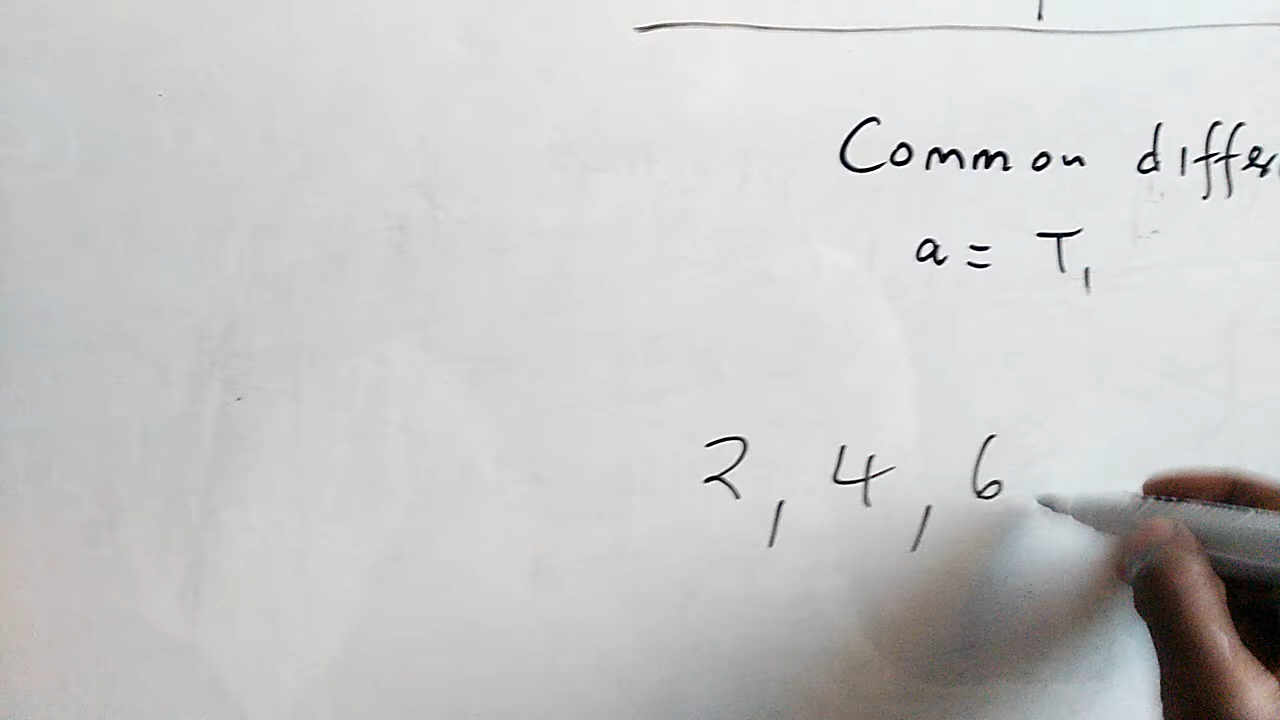 Common
a = T₁
2, 4, 6